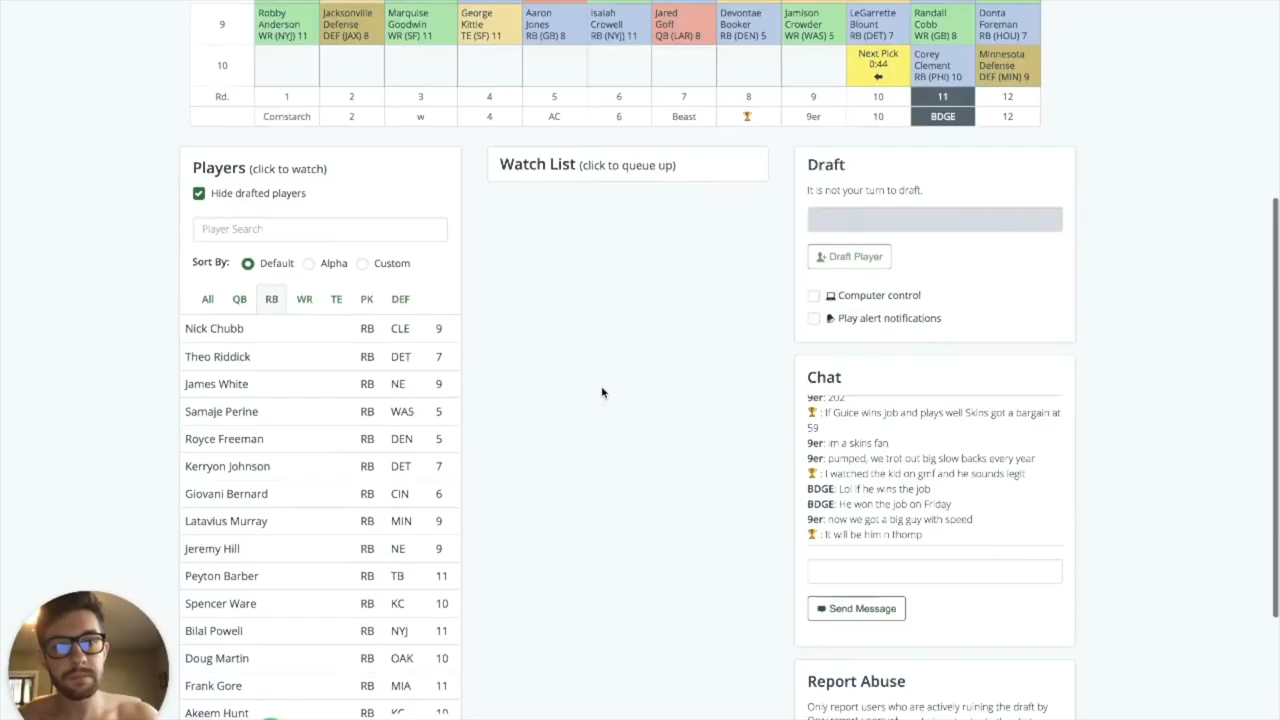 9
Robby Anderson WR (NYJ) 11
Jacksonville Defense DEF (JAX) 8
Marquise Goodwin WR (SF) 11
George Kittle TE (SF) 11
Aaron Jones RB (GB) 8
Isaiah Crowell RB (NYJ) 11
Jared Goff QB (LAR) 8
Devontae Booker RB (DEN) 5
Jamison Crowder WR (WAS) 5
LeGarrette Blount RB (DET) 7
Randall Cobb WR (GB) 8
Donta Foreman RB (HOU) 7
10
Next Pick 0:44
Corey Clement RB (PHI) 10
Minnesota Defense DEF (MIN) 9
Rd. 1 2 3 4 5 6 7 8 9 10 11 12
Cornstarch 2 w 4 AC 6 Beast 🏆 9er 10 BDGE 12
Players (click to watch)
Hide drafted players
Player Search
Sort By: Default Alpha Custom
All QB RB WR TE PK DEF
Nick Chubb RB CLE 9
Theo Riddick RB DET 7
James White RB NE 9
Samaje Perine RB WAS 5
Royce Freeman RB DEN 5
Kerryon Johnson RB DET 7
Giovani Bernard RB CIN 6
Latavius Murray RB MIN 9
Jeremy Hill RB NE 9
Peyton Barber RB TB 11
Spencer Ware RB KC 10
Bilal Powell RB NYJ 11
Doug Martin RB OAK 10
Frank Gore RB MIA 11
Akeem Hunt RB KC 10
Watch List (click to queue up)
Draft
It is not your turn to draft.
Draft Player
Computer control
Play alert notifications
Chat
9er: 202
🏆 : If Guice wins job and plays well Skins got a bargain at
59
9er: im a skins fan
9er: pumped, we trot out big slow backs every year
🏆 : I watched the kid on gmf and he sounds legit
BDGE: Lol if he wins the job
BDGE: He won the job on Friday
9er: now we got a big guy with speed
🏆 : It will be him n thomp
Send Message
Report Abuse
Only report users who are actively ruining the draft by